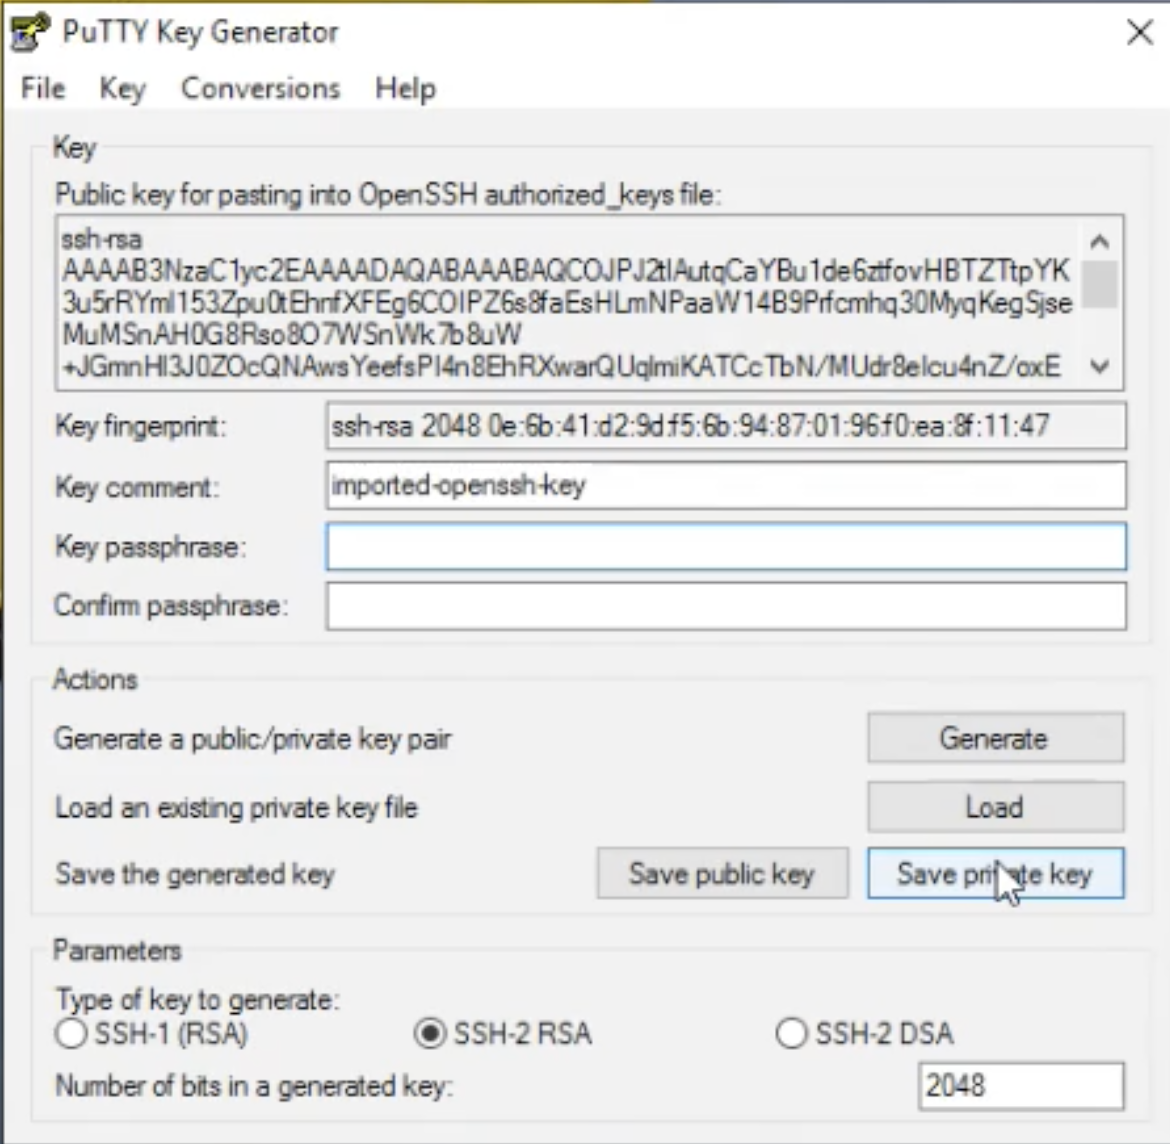 PuTTY Key Generator
File Key Conversions Help
Key
Public key for pasting into OpenSSH authorized_keys file:
ssh-rsa
AAAAB3NzaC1yc2EAAAADAQABAAABAQCOJPJ2tlAutqCaYBu1de6ztfovHBTZTtpYK
3u5rRYml153Zpu0tEhnfXFEg6COIPZ6s8faEsHLmNPaaW14B9Prfcmhq30MyqKegSjse
MuMSnAH0G8Rso8O7WSnWk7b8uW
+JGmnHI3J0ZOcQNAwsYeefsPI4n8EhRXwarQUqlmiKATCcTbN/MUdr8eIcu4nZ/oxE
Key fingerprint: ssh-rsa 2048 0e:6b:41:d2:9d:f5:6b:94:87:01:96:f0:ea:8f:11:47
Key comment: imported-openssh-key
Key passphrase:
Confirm passphrase:
Actions
Generate a public/private key pair Generate
Load an existing private key file Load
Save the generated key Save public key Save private key
Parameters
Type of key to generate:
SSH-1 (RSA) SSH-2 RSA SSH-2 DSA
Number of bits in a generated key: 2048